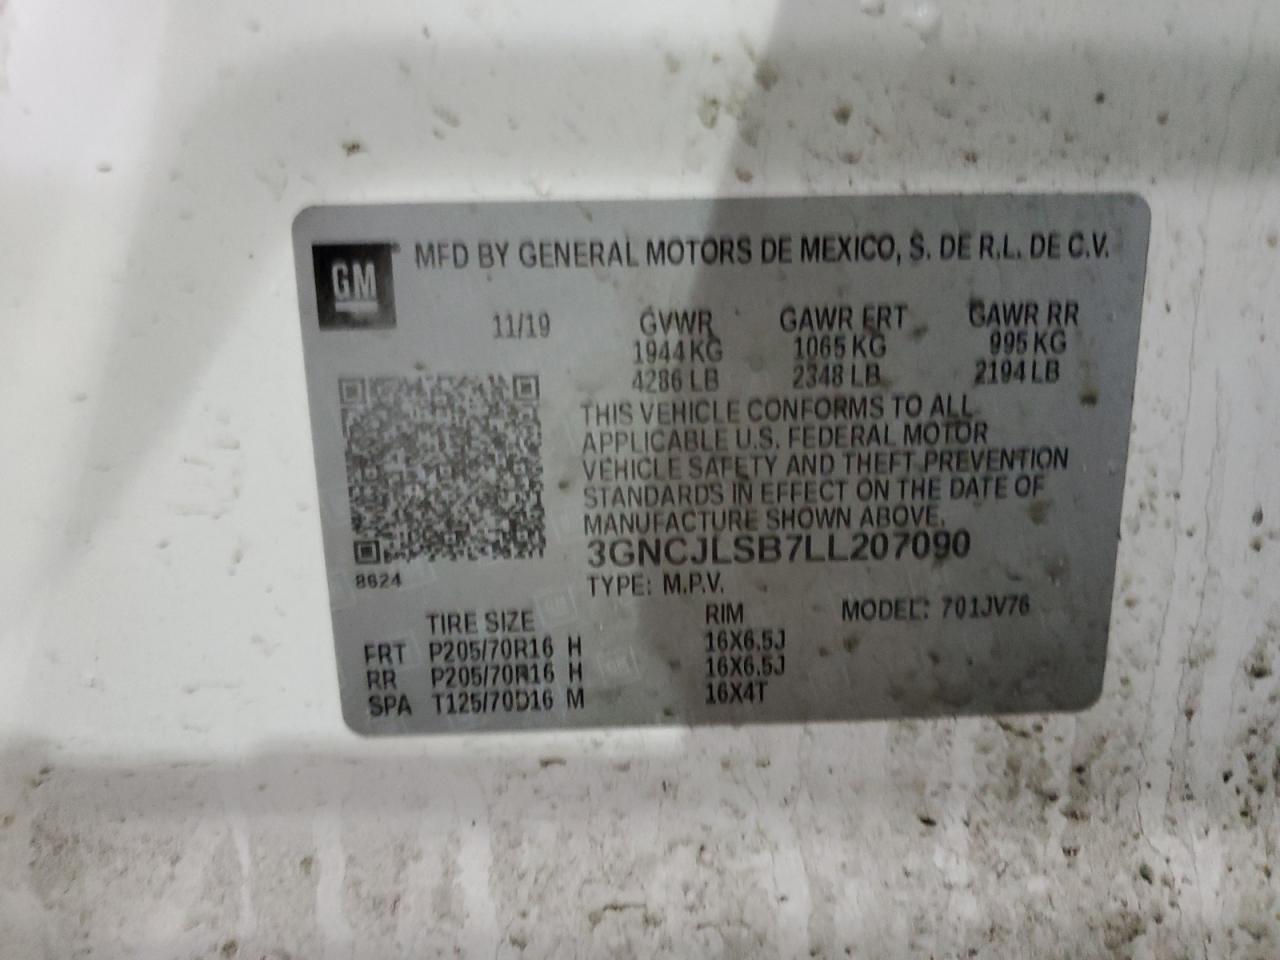 GM
MFD BY GENERAL MOTORS DE MEXICO, S. DE R.L. DE C.V.
11/19 GVWR GAWR FRT GAWR RR
1944 KG 1065 KG 995 KG
4286 LB 2348 LB 2194 LB
THIS VEHICLE CONFORMS TO ALL
APPLICABLE U.S. FEDERAL MOTOR
VEHICLE SAFETY AND THEFT PREVENTION
STANDARDS IN EFFECT ON THE DATE OF
MANUFACTURE SHOWN ABOVE.
3GNCJLSB7LL207090
8624
TYPE: M.P.V.
TIRE SIZE RIM MODEL: 701JV76
FRT P205/70R16 H 16X6.5J
RR P205/70R16 H 16X6.5J
SPA T125/70D16 M 16X4T